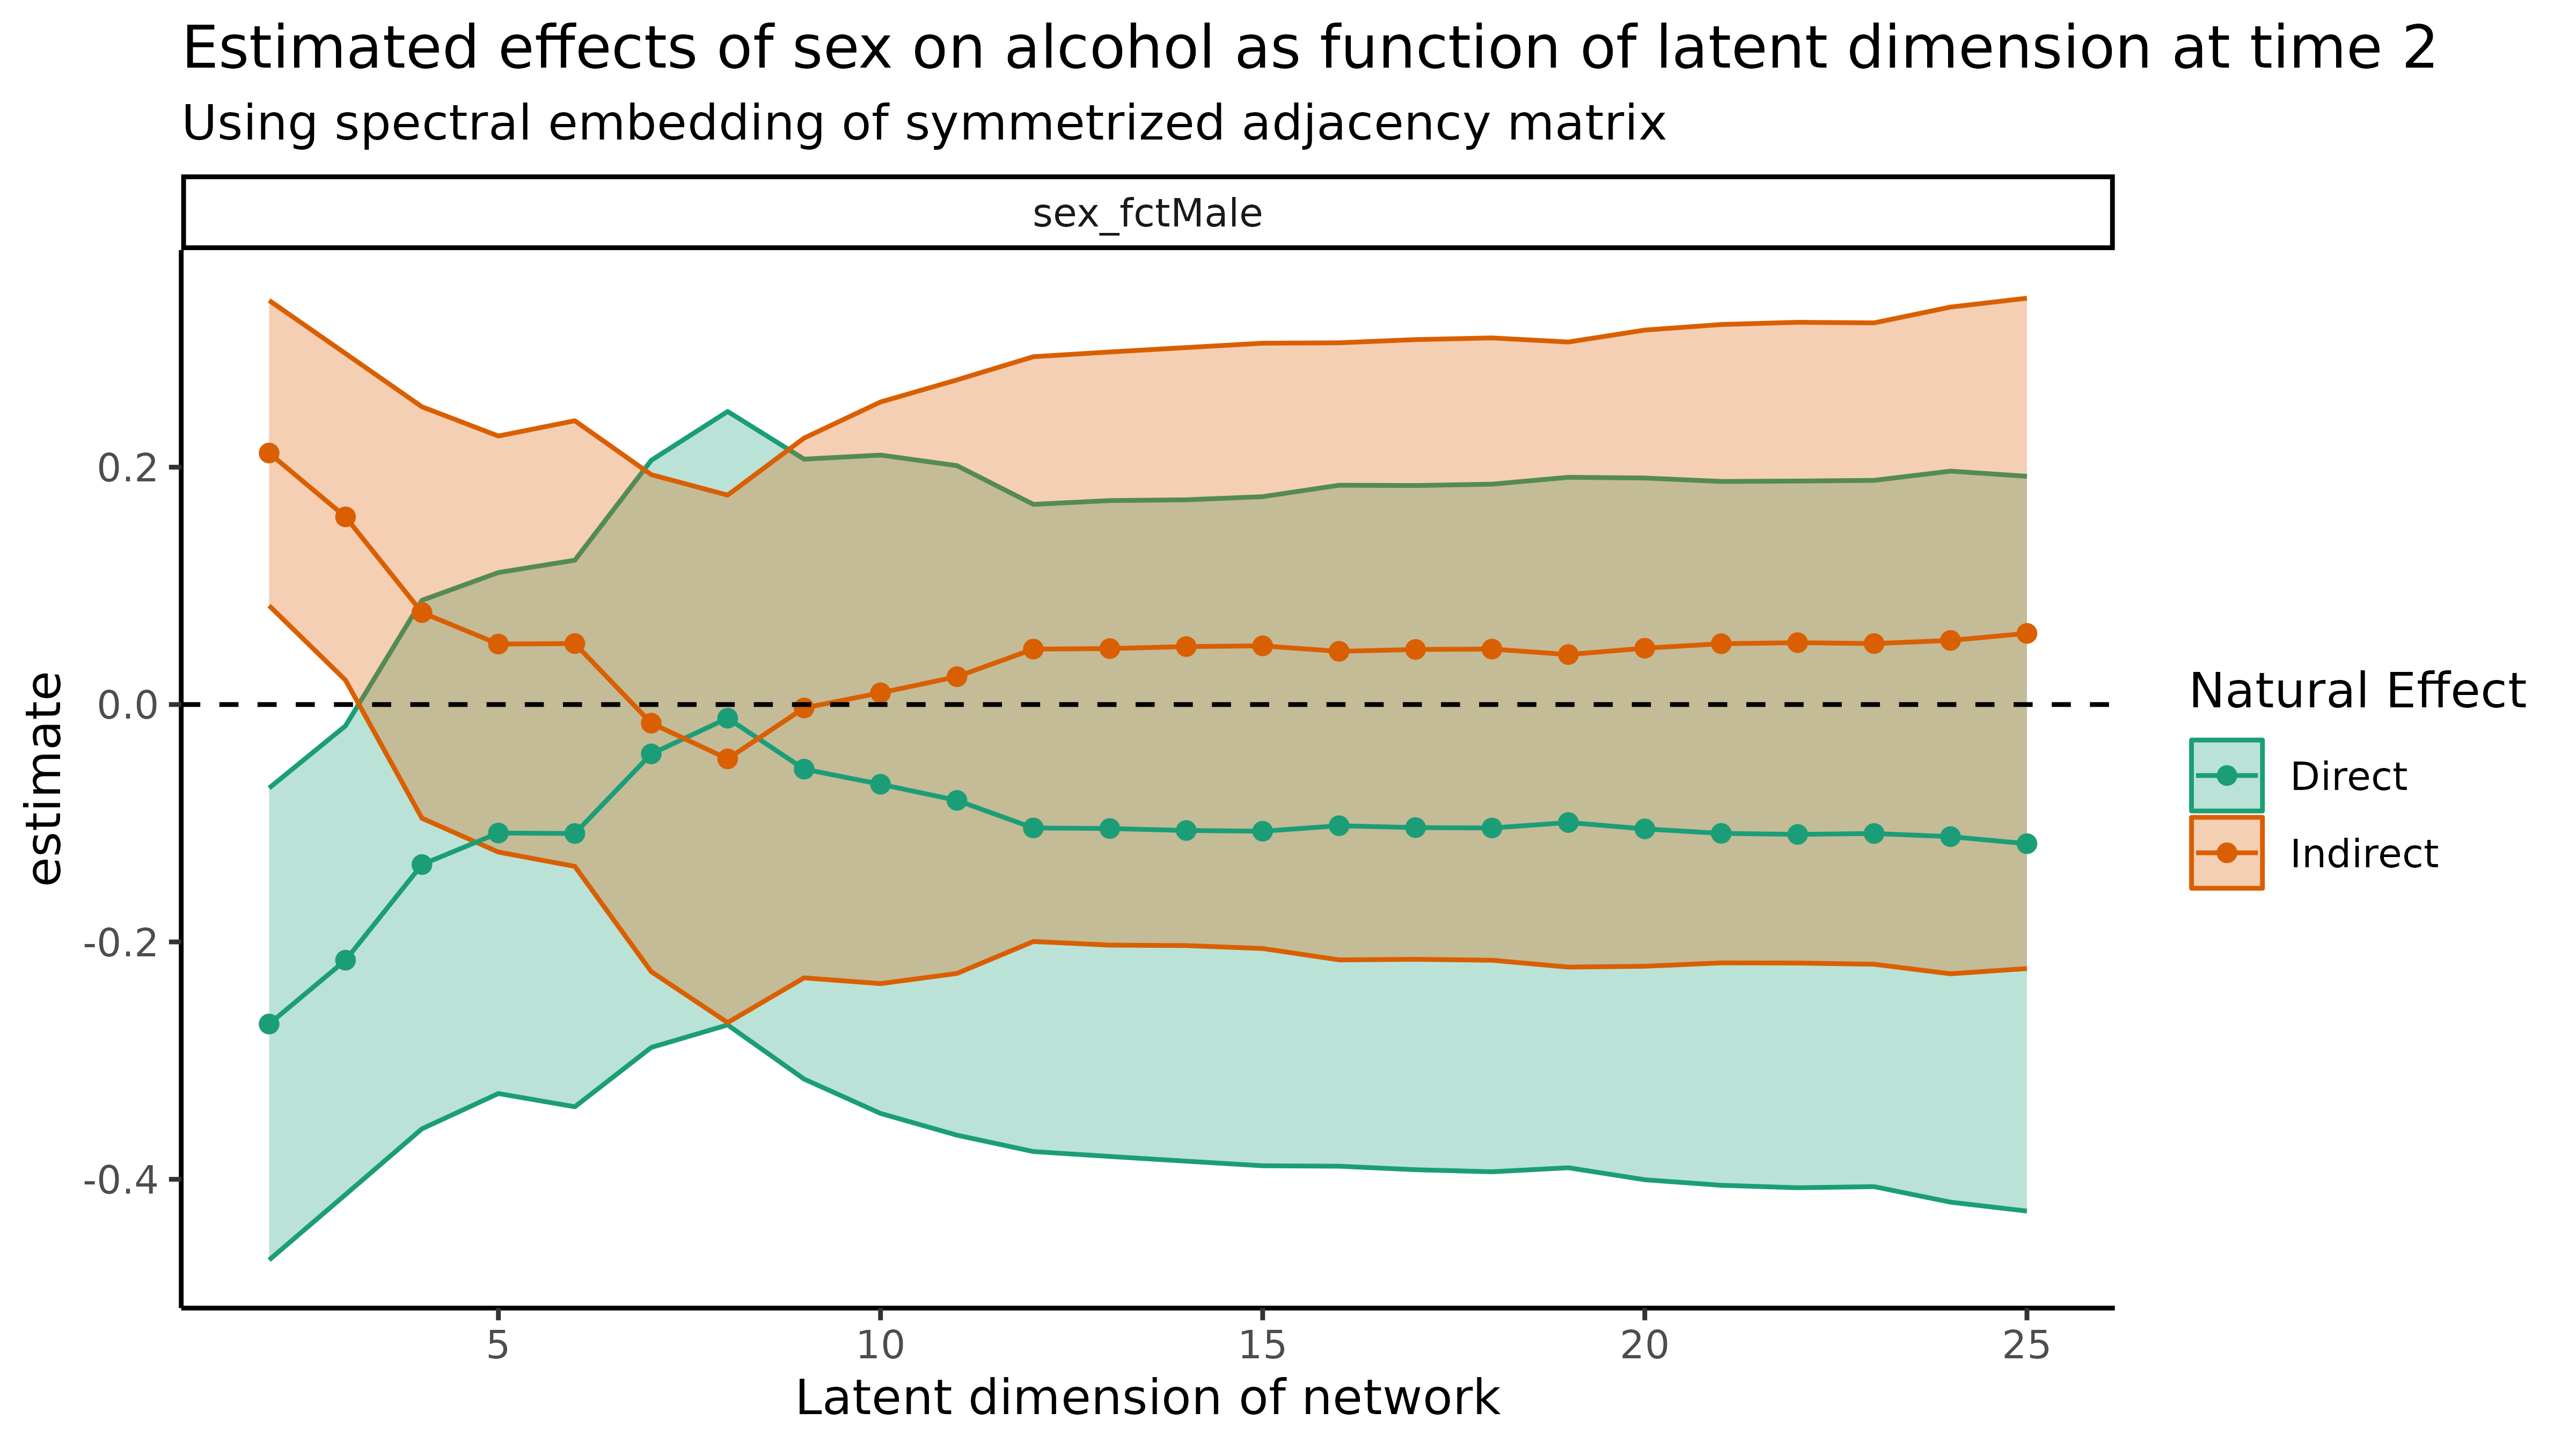 Estimated effects of sex on alcohol as function of latent dimension at time 2
Using spectral embedding of symmetrized adjacency matrix
sex_fctMale
estimate
0.2
0.0
-0.2
-0.4
5 10 15 20 25
Latent dimension of network
Natural Effect
Direct
Indirect